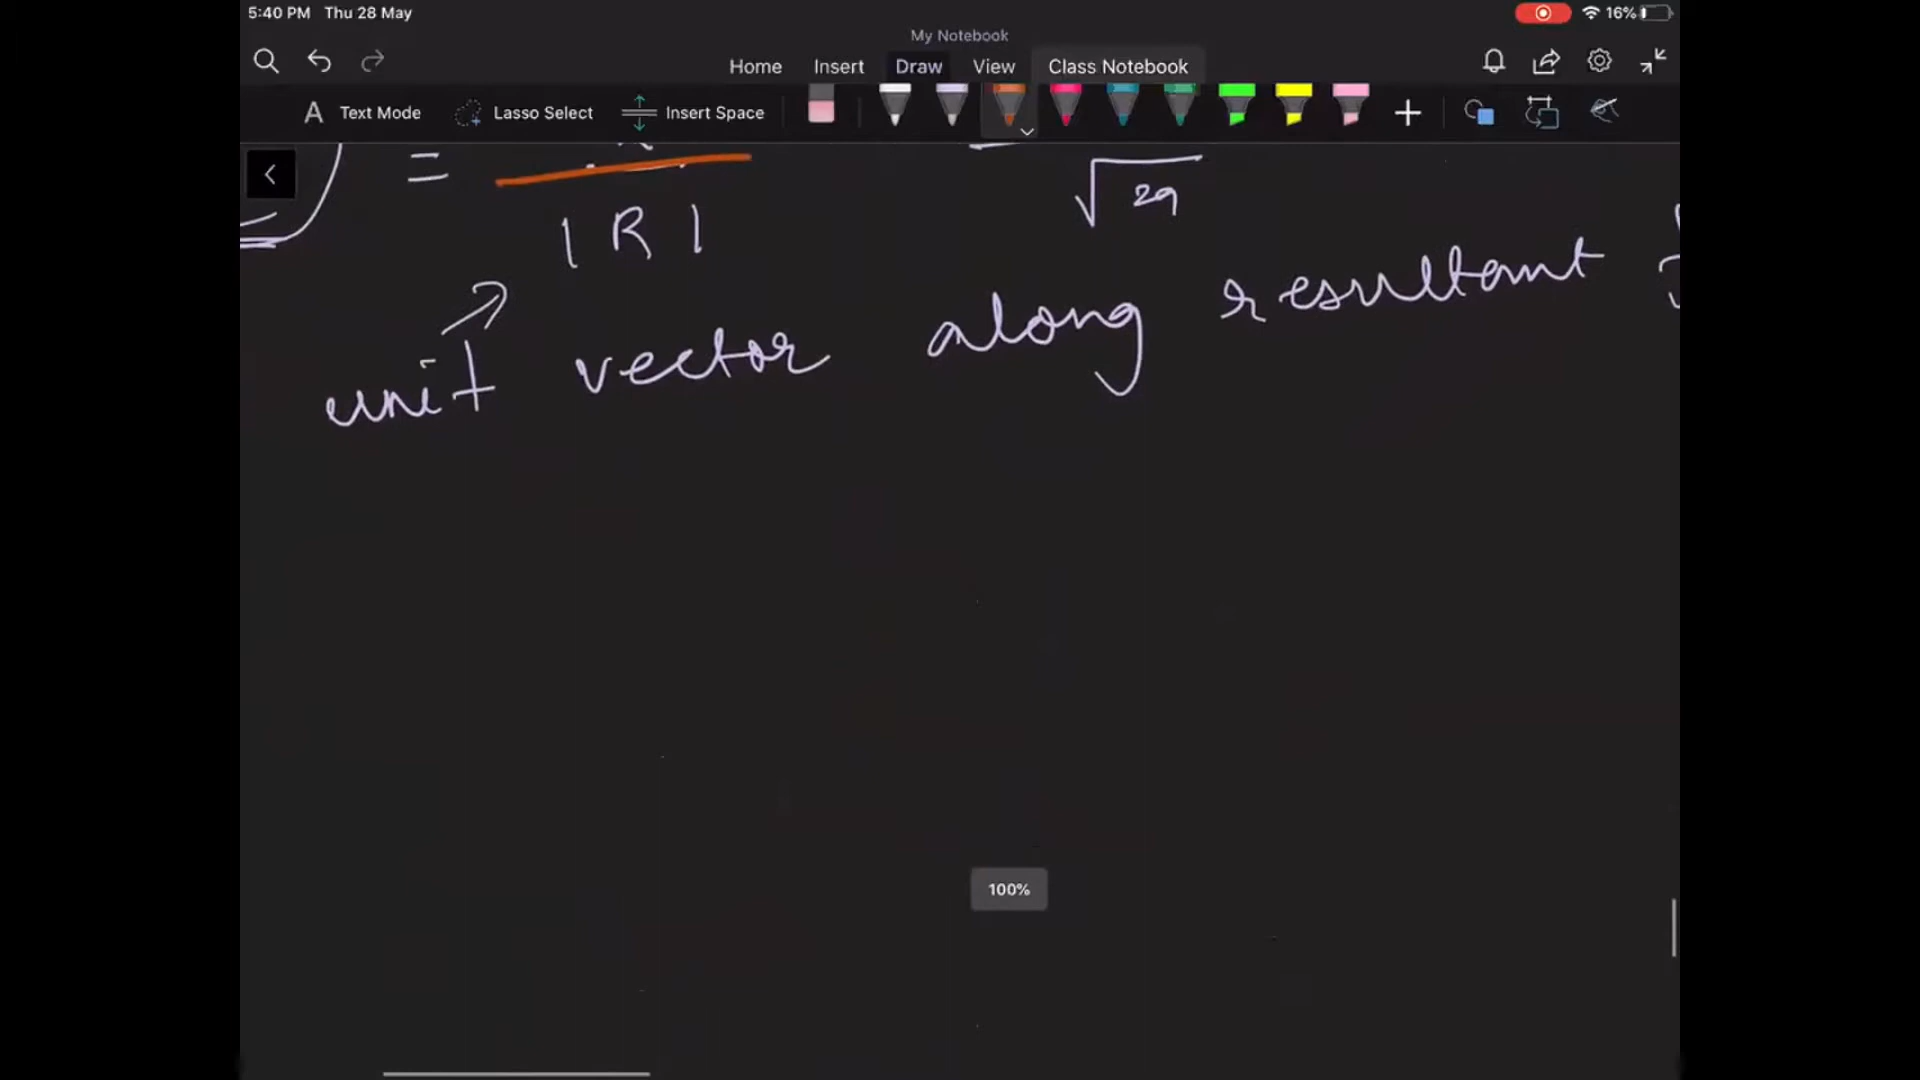 5:40 PM Thu 28 May
16%
My Notebook
Home Insert Draw View Class Notebook
A Text Mode Lasso Select Insert Space
=
| R |
√29
unit vector along resultant
100%